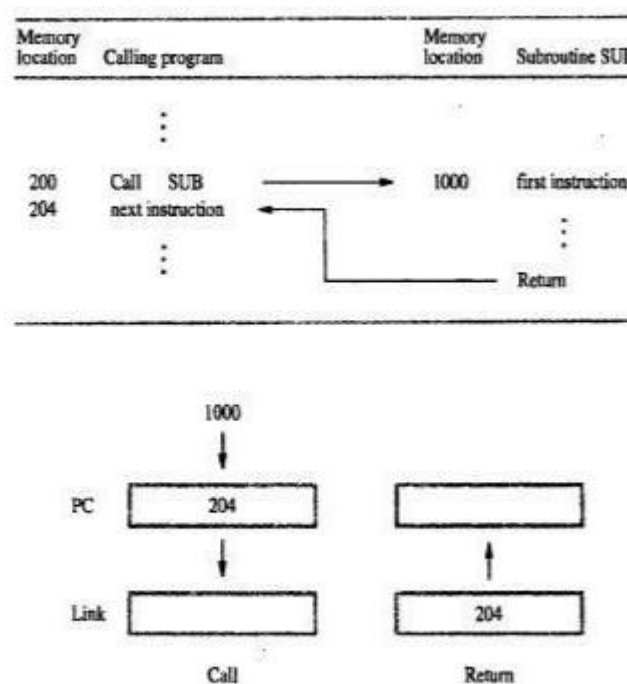 Memory location Calling program Memory location Subroutine SUB
200 Call SUB 1000 first instruction
204 next instruction
Return
1000
PC 204
Link 204
Call Return